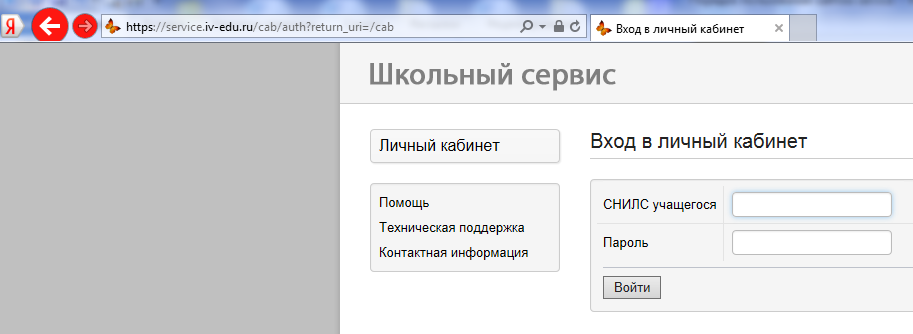 Я
https://service.iv-edu.ru/cab/auth?return_uri=/cab
Вход в личный кабинет
Школьный сервис
Личный кабинет
Помощь
Техническая поддержка
Контактная информация
Вход в личный кабинет
СНИЛС учащегося
Пароль
Войти